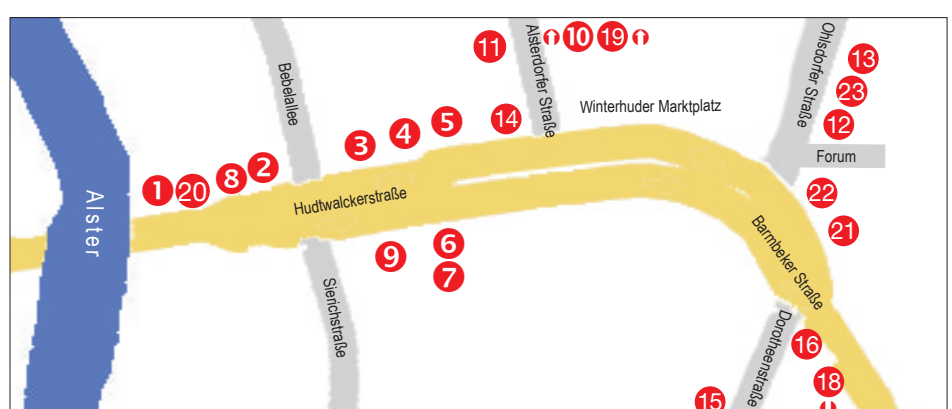 11
Alsterdorfer Straße
10
19
Ohlsdorfer Straße
13
23
12
Bebelallee
Winterhuder Marktplatz
14
5
4
3
Forum
2
8
1
20
22
Alster
Hudtwalckerstraße
21
9
6
7
Barmbeker Straße
Sierichstraße
Dorotheenstraße
16
18
15